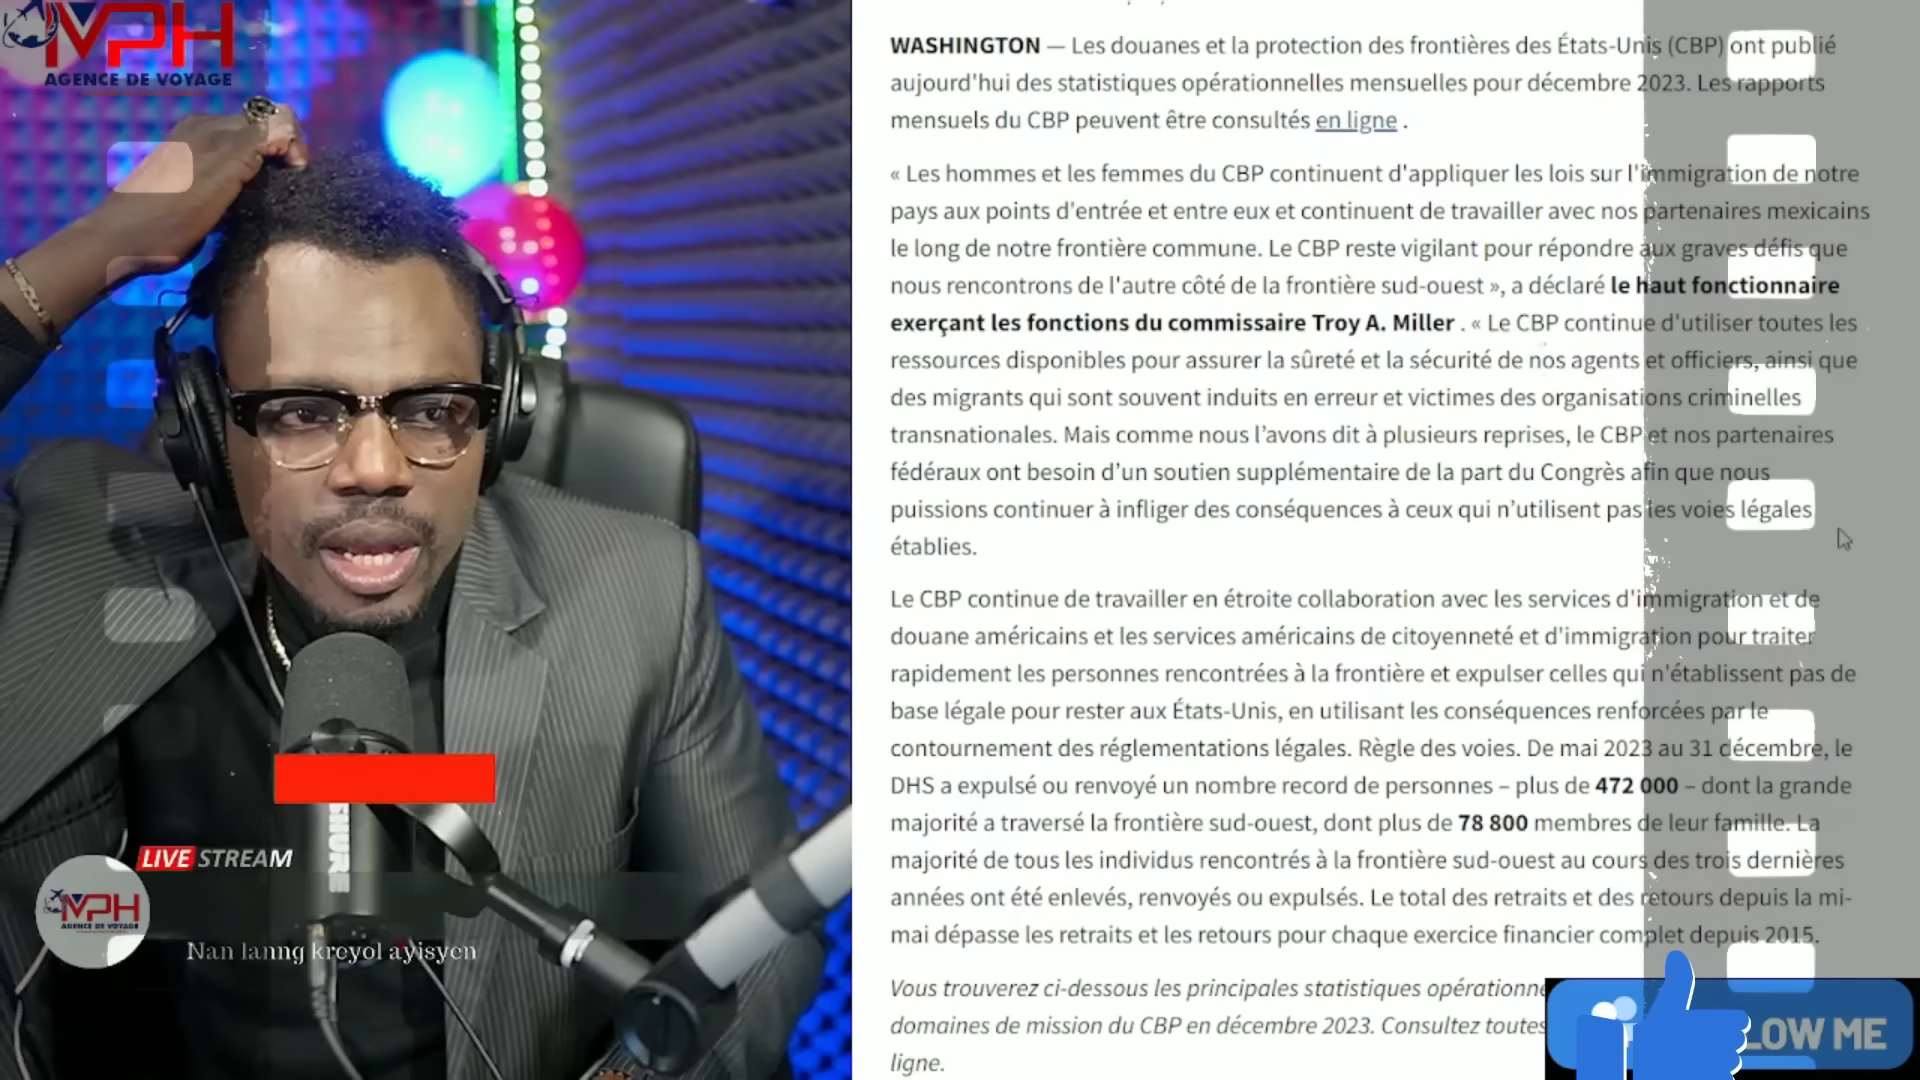 MPH
AGENCE DE VOYAGE
WASHINGTON — Les douanes et la protection des frontières des États-Unis (CBP) ont publié
aujourd'hui des statistiques opérationnelles mensuelles pour décembre 2023. Les rapports
mensuels du CBP peuvent être consultés en ligne .
« Les hommes et les femmes du CBP continuent d'appliquer les lois sur l'immigration de notre
pays aux points d'entrée et entre eux et continuent de travailler avec nos partenaires mexicains
le long de notre frontière commune. Le CBP reste vigilant pour répondre aux graves défis que
nous rencontrons de l'autre côté de la frontière sud-ouest », a déclaré le haut fonctionnaire
exerçant les fonctions du commissaire Troy A. Miller . « Le CBP continue d'utiliser toutes les
ressources disponibles pour assurer la sûreté et la sécurité de nos agents et officiers, ainsi que
des migrants qui sont souvent induits en erreur et victimes des organisations criminelles
transnationales. Mais comme nous l’avons dit à plusieurs reprises, le CBP et nos partenaires
fédéraux ont besoin d’un soutien supplémentaire de la part du Congrès afin que nous
puissions continuer à infliger des conséquences à ceux qui n’utilisent pas les voies légales
établies.
Le CBP continue de travailler en étroite collaboration avec les services d'immigration et de
douane américains et les services américains de citoyenneté et d'immigration pour traiter
rapidement les personnes rencontrées à la frontière et expulser celles qui n'établissent pas de
base légale pour rester aux États-Unis, en utilisant les conséquences renforcées par le
contournement des réglementations légales. Règle des voies. De mai 2023 au 31 décembre, le
DHS a expulsé ou renvoyé un nombre record de personnes – plus de 472 000 – dont la grande
majorité a traversé la frontière sud-ouest, dont plus de 78 800 membres de leur famille. La
majorité de tous les individus rencontrés à la frontière sud-ouest au cours des trois dernières
années ont été enlevés, renvoyés ou expulsés. Le total des retraits et des retours depuis la mi-
mai dépasse les retraits et les retours pour chaque exercice financier complet depuis 2015.
Vous trouverez ci-dessous les principales statistiques
domaines de mission du CBP en décembre 2023. Consultez toutes
ligne.
LIVE STREAM
MPH
AGENCE DE VOYAGE
Nan lanng kreyol ayisyen
SHURE
LOW ME